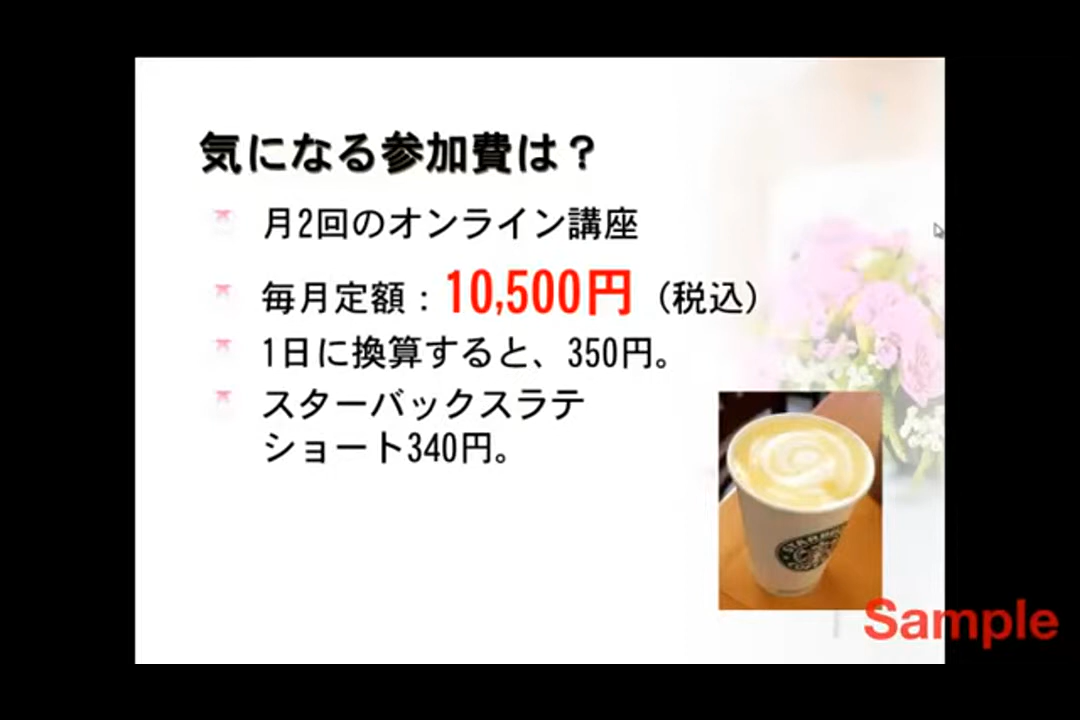 気になる参加費は？
月2回のオンライン講座
毎月定額：10,500円（税込）
1日に換算すると、350円。
スターバックスラテ
ショート340円。
Sample